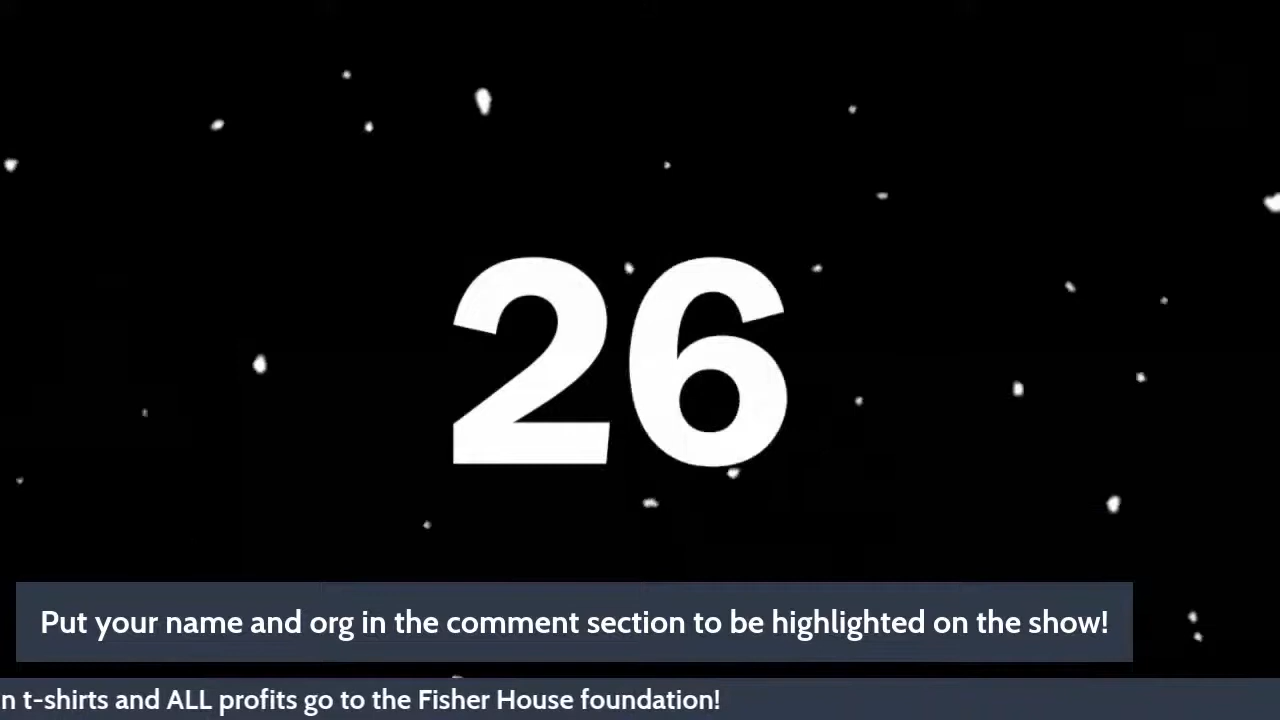 26
Put your name and org in the comment section to be highlighted on the show!
n t-shirts and ALL profits go to the Fisher House foundation!